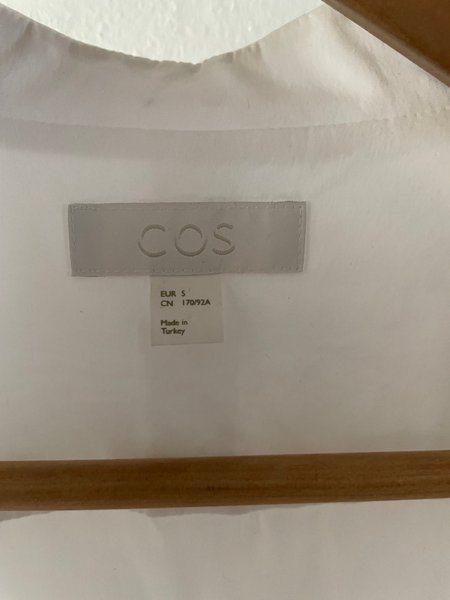 COS
EUR S
CN 170/92A
Made in
Turkey